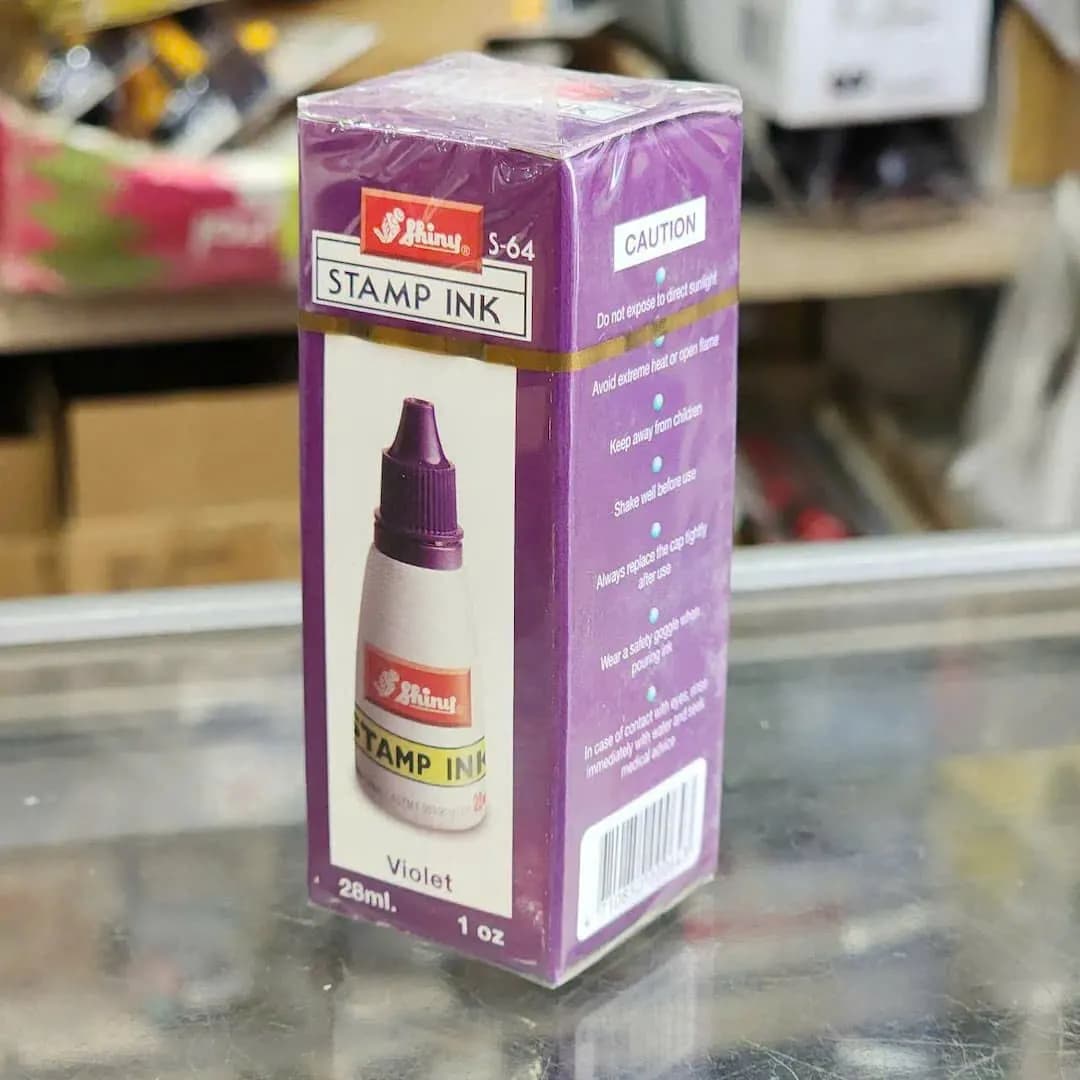 Shiny®
S-64
STAMP INK
Shiny
STAMP INK
Violet
28ml.
1 oz
CAUTION
Do not expose to direct sunlight
Avoid extreme heat or open flame
Keep away from children
Shake well before use
Always replace the cap tightly
after use
Wear a safety goggle when
pouring ink
In case of contact with eyes, rinse
immediately with water and seek
medical advice